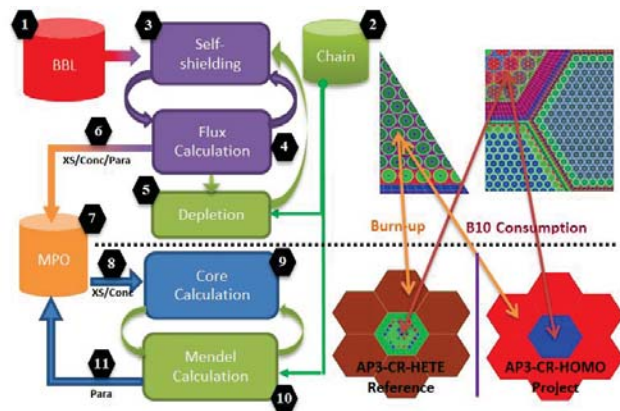 1
BBL
3
Self-
shielding
Chain
2
6
XS/Conc/Para
Flux
Calculation
4
5
Depletion
7
MPO
8
XS/Conc
9
Core
Calculation
11
Para
Mendel
Calculation
10
Burn-up
B10 Consumption
AP3-CR-HETE
Reference
AP3-CR-HOMO
Project